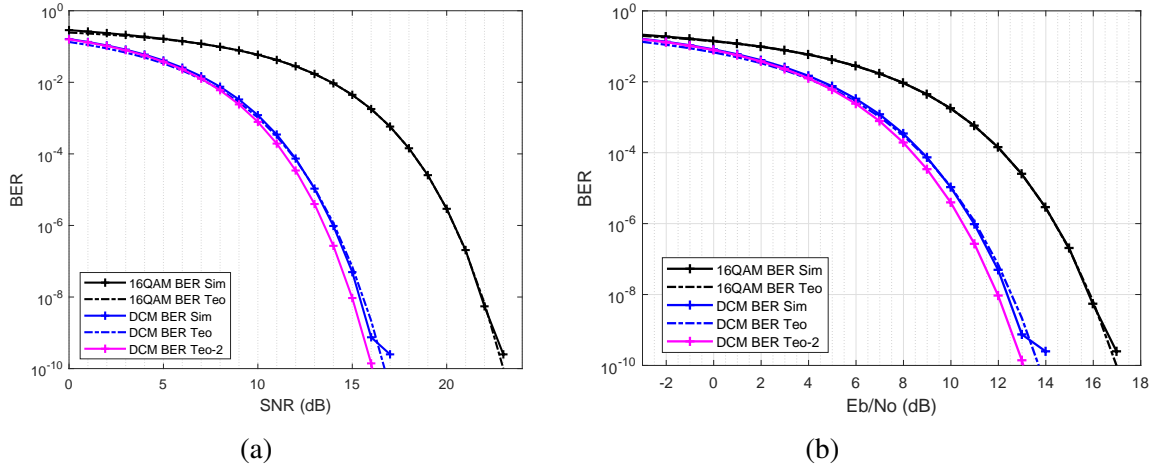 10^0
10^-2
10^-4
10^-6
10^-8
10^-10
BER
0 5 10 15 20
SNR (dB)
16QAM BER Sim
16QAM BER Teo
DCM BER Sim
DCM BER Teo
DCM BER Teo-2
(a)
10^0
10^-2
10^-4
10^-6
10^-8
10^-10
BER
-2 0 2 4 6 8 10 12 14 16 18
Eb/No (dB)
16QAM BER Sim
16QAM BER Teo
DCM BER Sim
DCM BER Teo
DCM BER Teo-2
(b)